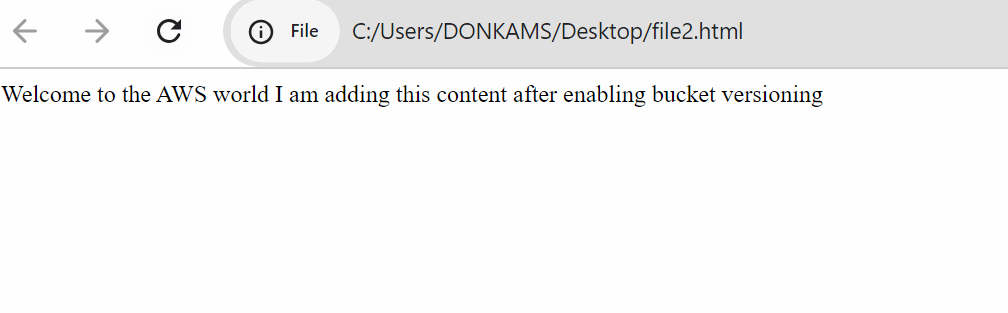 File C:/Users/DONKAMS/Desktop/file2.html
Welcome to the AWS world I am adding this content after enabling bucket versioning